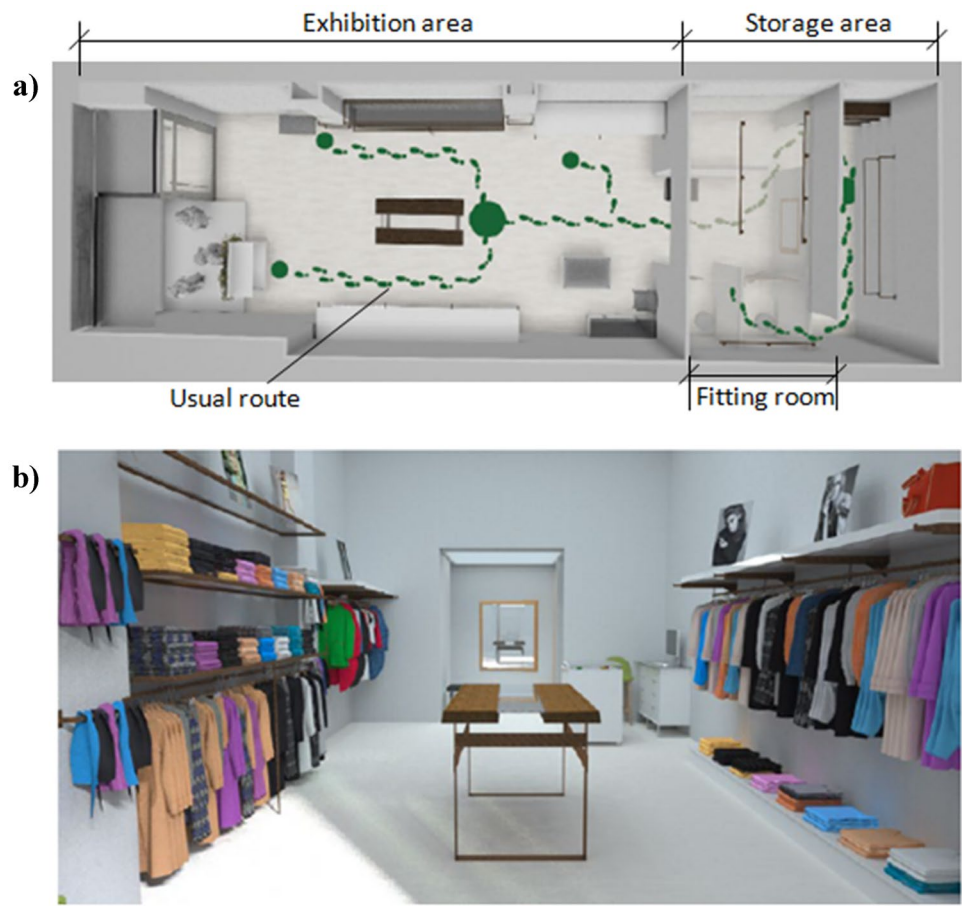 Exhibition area
Storage area
a)
Usual route
Fitting room
b)